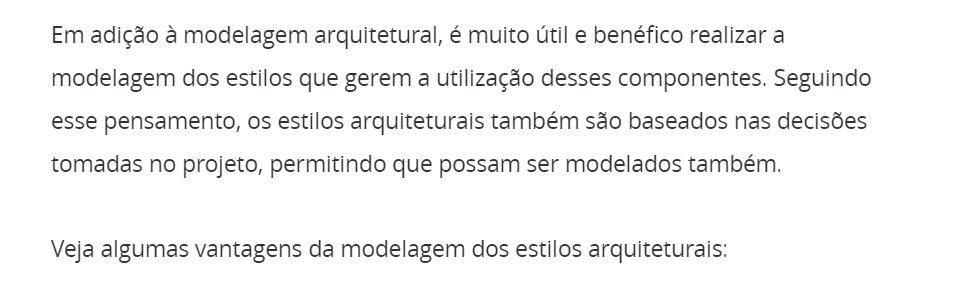 Em adição à modelagem arquitetural, é muito útil e benéfico realizar a
modelagem dos estilos que gerem a utilização desses componentes. Seguindo
esse pensamento, os estilos arquiteturais também são baseados nas decisões
tomadas no projeto, permitindo que possam ser modelados também.
Veja algumas vantagens da modelagem dos estilos arquiteturais: